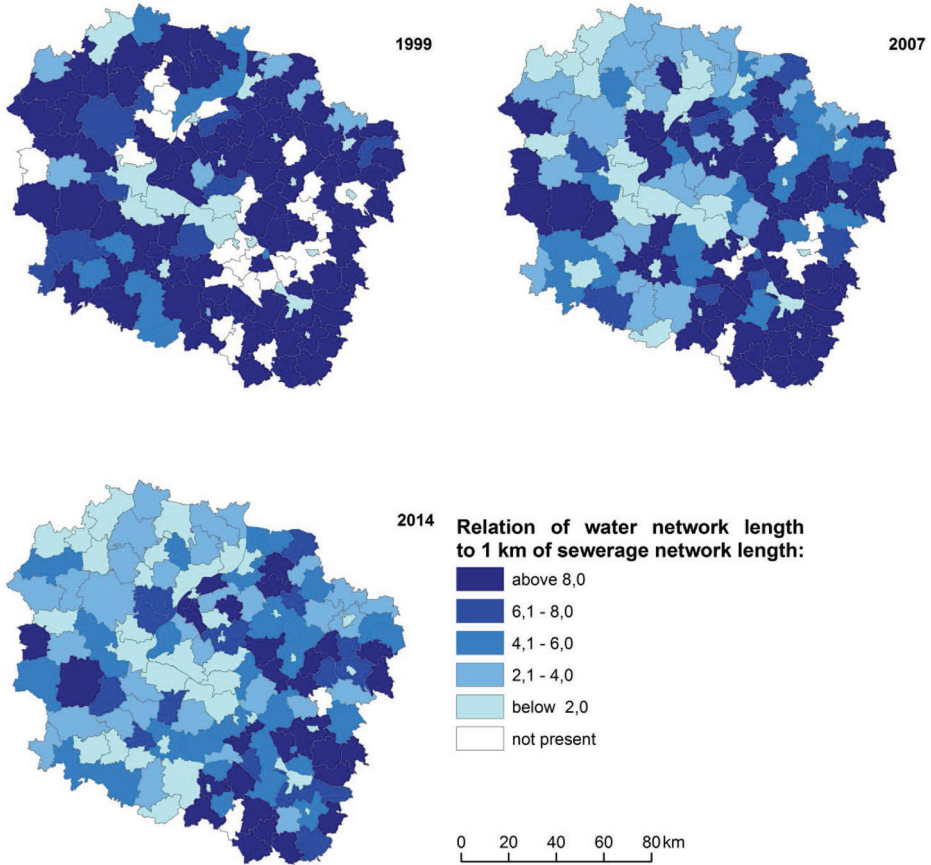 1999
2007
2014
Relation of water network length
to 1 km of sewerage network length:
above 8,0
6,1 - 8,0
4,1 - 6,0
2,1 - 4,0
below 2,0
not present
0 20 40 60 80 km